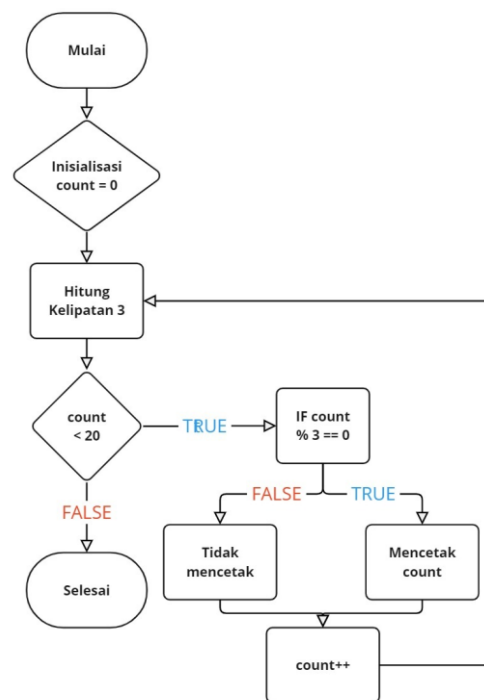 Mulai
Inisialisasi
count = 0
Hitung
Kelipatan 3
count
< 20
TRUE
IF count
% 3 == 0
FALSE
TRUE
FALSE
Tidak
mencetak
Mencetak
count
Selesai
count++